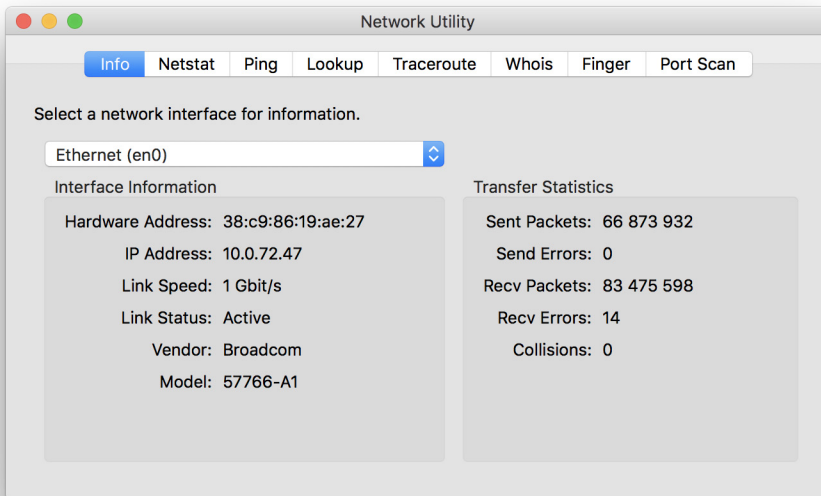 Network Utility
Info Netstat Ping Lookup Traceroute Whois Finger Port Scan
Select a network interface for information.
Ethernet (en0)
Interface Information
Hardware Address: 38:c9:86:19:ae:27
IP Address: 10.0.72.47
Link Speed: 1 Gbit/s
Link Status: Active
Vendor: Broadcom
Model: 57766-A1
Transfer Statistics
Sent Packets: 66 873 932
Send Errors: 0
Recv Packets: 83 475 598
Recv Errors: 14
Collisions: 0